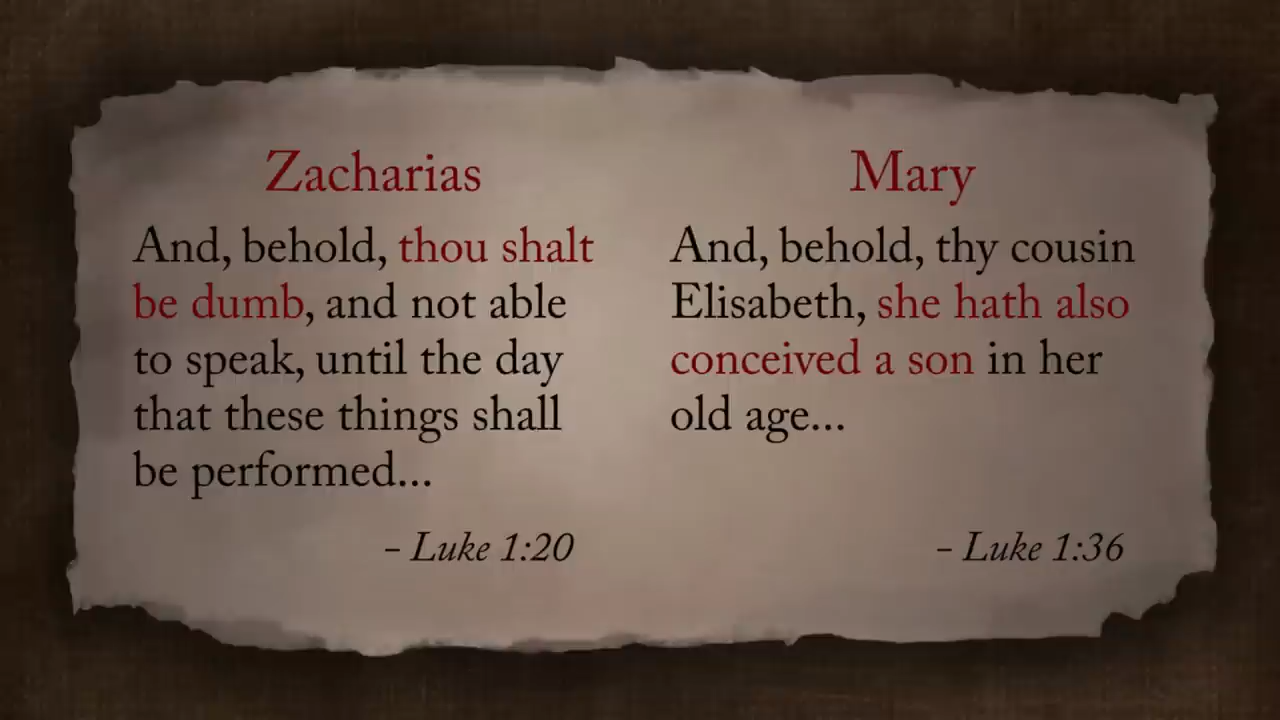 Zacharias
And, behold, thou shalt
be dumb, and not able
to speak, until the day
that these things shall
be performed...
– Luke 1:20
Mary
And, behold, thy cousin
Elisabeth, she hath also
conceived a son in her
old age...
– Luke 1:36